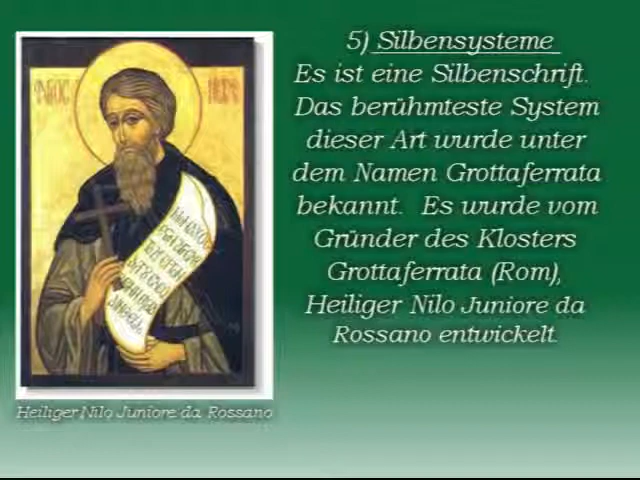 5) Silbensysteme
Es ist eine Silbenschrift.
Das berühmteste System
dieser Art wurde unter
dem Namen Grottaferrata
bekannt. Es wurde vom
Gründer des Klosters
Grottaferrata (Rom),
Heiliger Nilo Juniore da
Rossano entwickelt.
Heiliger Nilo Juniore da Rossano